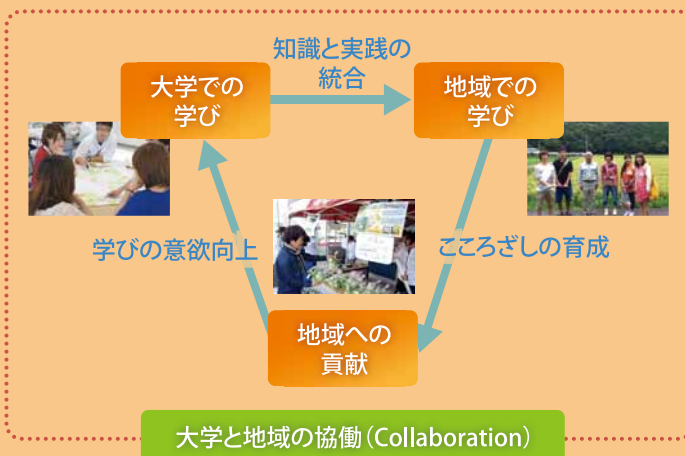 知識と実践の
統合
大学での
学び
地域での
学び
学びの意欲向上
こころざしの育成
地域への
貢献
大学と地域の協働(Collaboration)